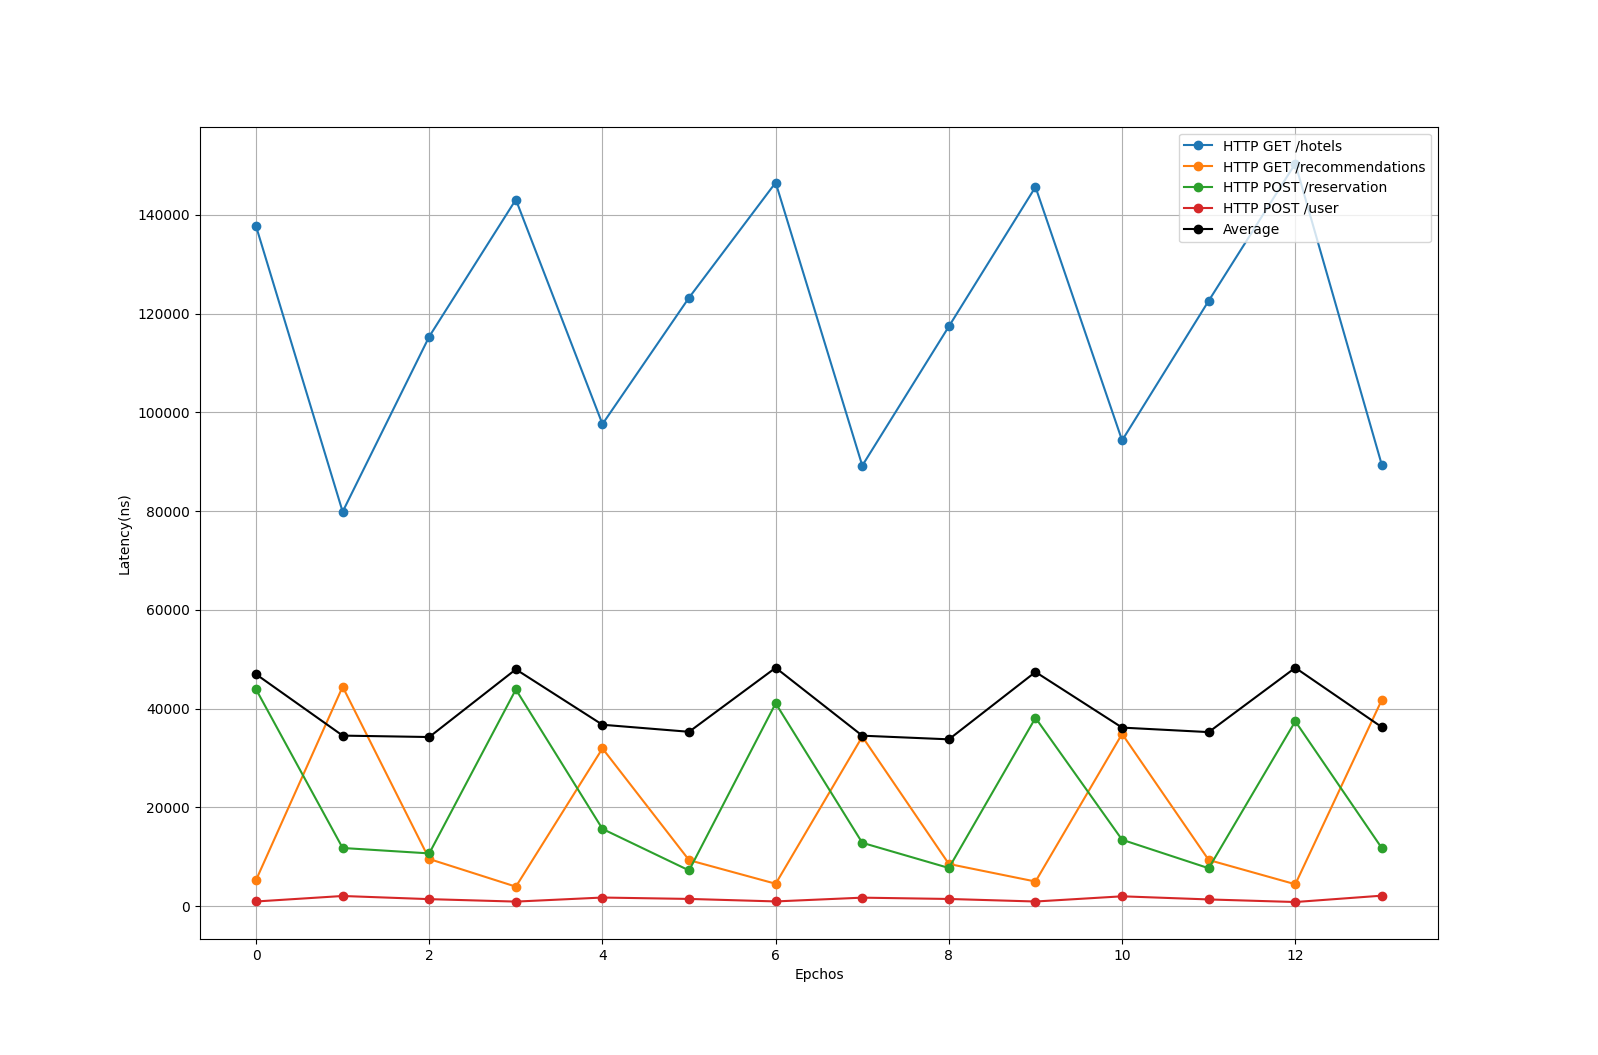 HTTP GET /hotels
HTTP GET /recommendations
HTTP POST /reservation
HTTP POST /user
Average
140000
120000
100000
80000
60000
40000
20000
0
Latency(ns)
0 2 4 6 8 10 12
Epchos